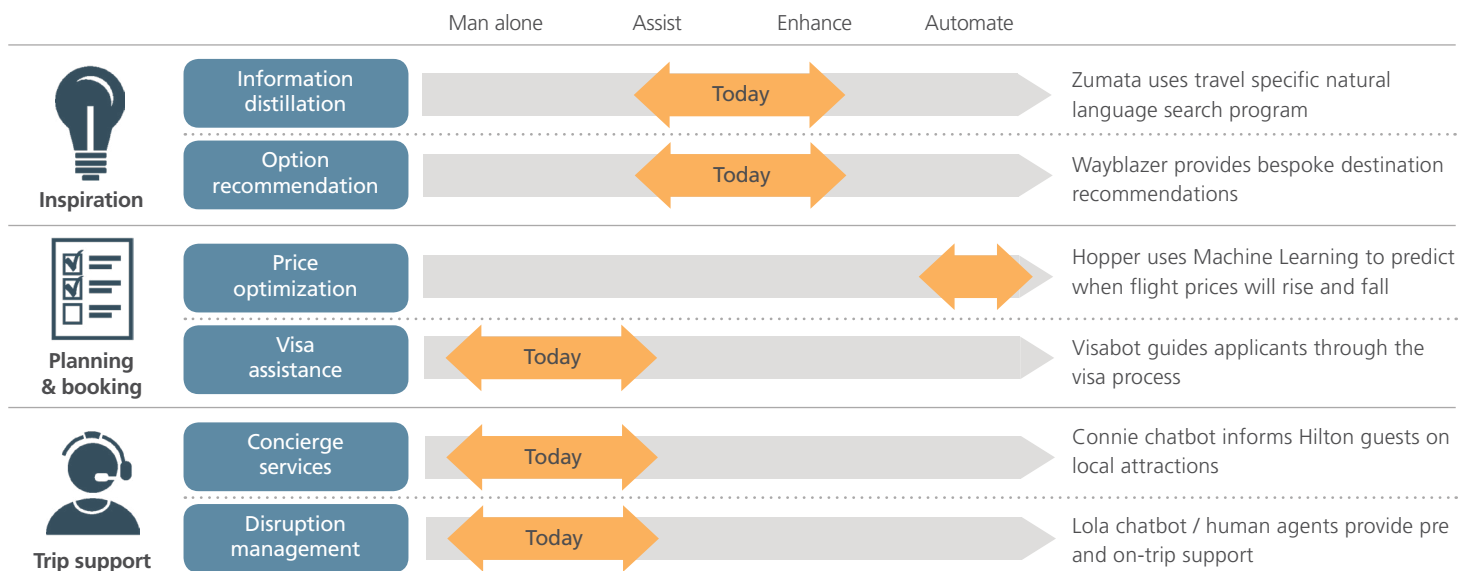 Man alone
Assist
Enhance
Automate
Inspiration
Information
distillation
Today
Zumata uses travel specific natural
language search program
Option
recommendation
Today
Wayblazer provides bespoke destination
recommendations
Planning
& booking
Price
optimization
Hopper uses Machine Learning to predict
when flight prices will rise and fall
Visa
assistance
Today
Visabot guides applicants through the
visa process
Trip support
Concierge
services
Today
Connie chatbot informs Hilton guests on
local attractions
Disruption
management
Today
Lola chatbot / human agents provide pre
and on-trip support